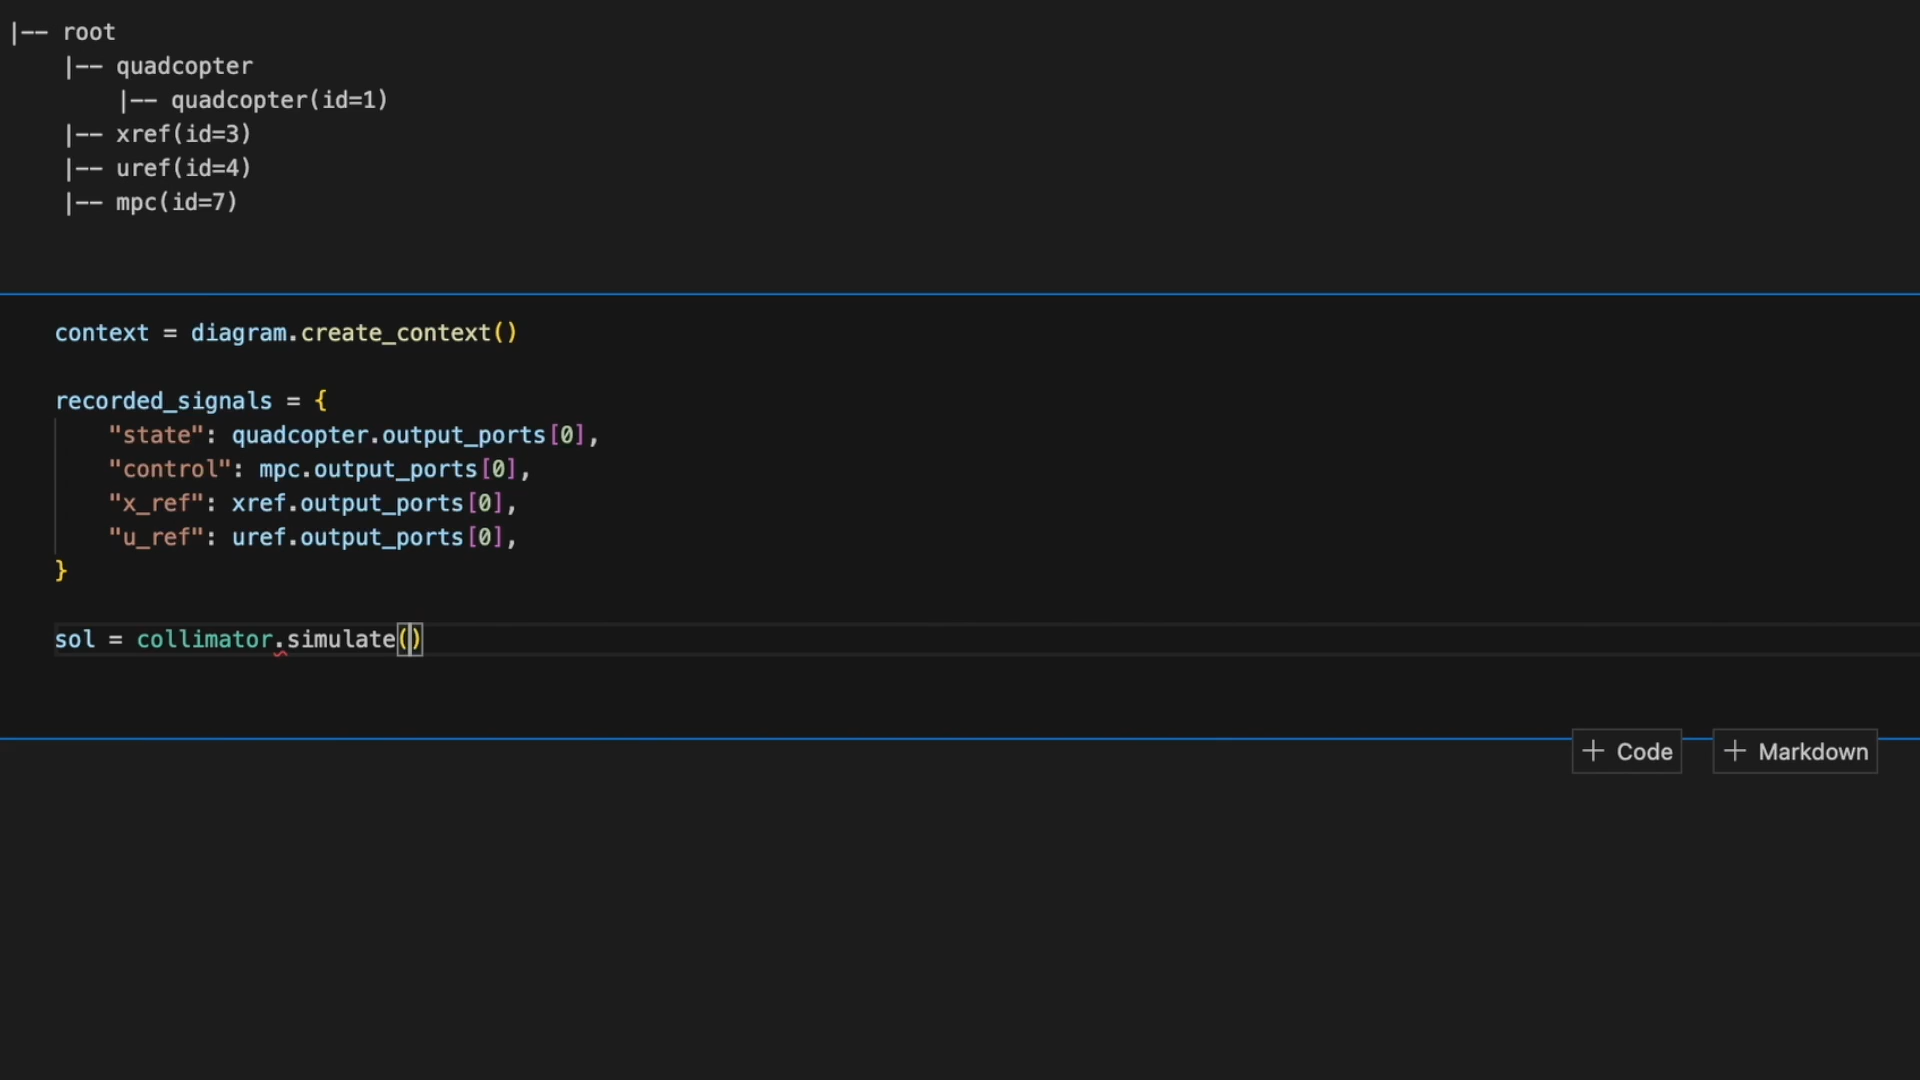 |-- root
    |-- quadcopter
        |-- quadcopter(id=1)
    |-- xref(id=3)
    |-- uref(id=4)
    |-- mpc(id=7)
context = diagram.create_context()
recorded_signals = {
    "state": quadcopter.output_ports[0],
    "control": mpc.output_ports[0],
    "x_ref": xref.output_ports[0],
    "u_ref": uref.output_ports[0],
}
sol = collimator.simulate()
+ Code + Markdown